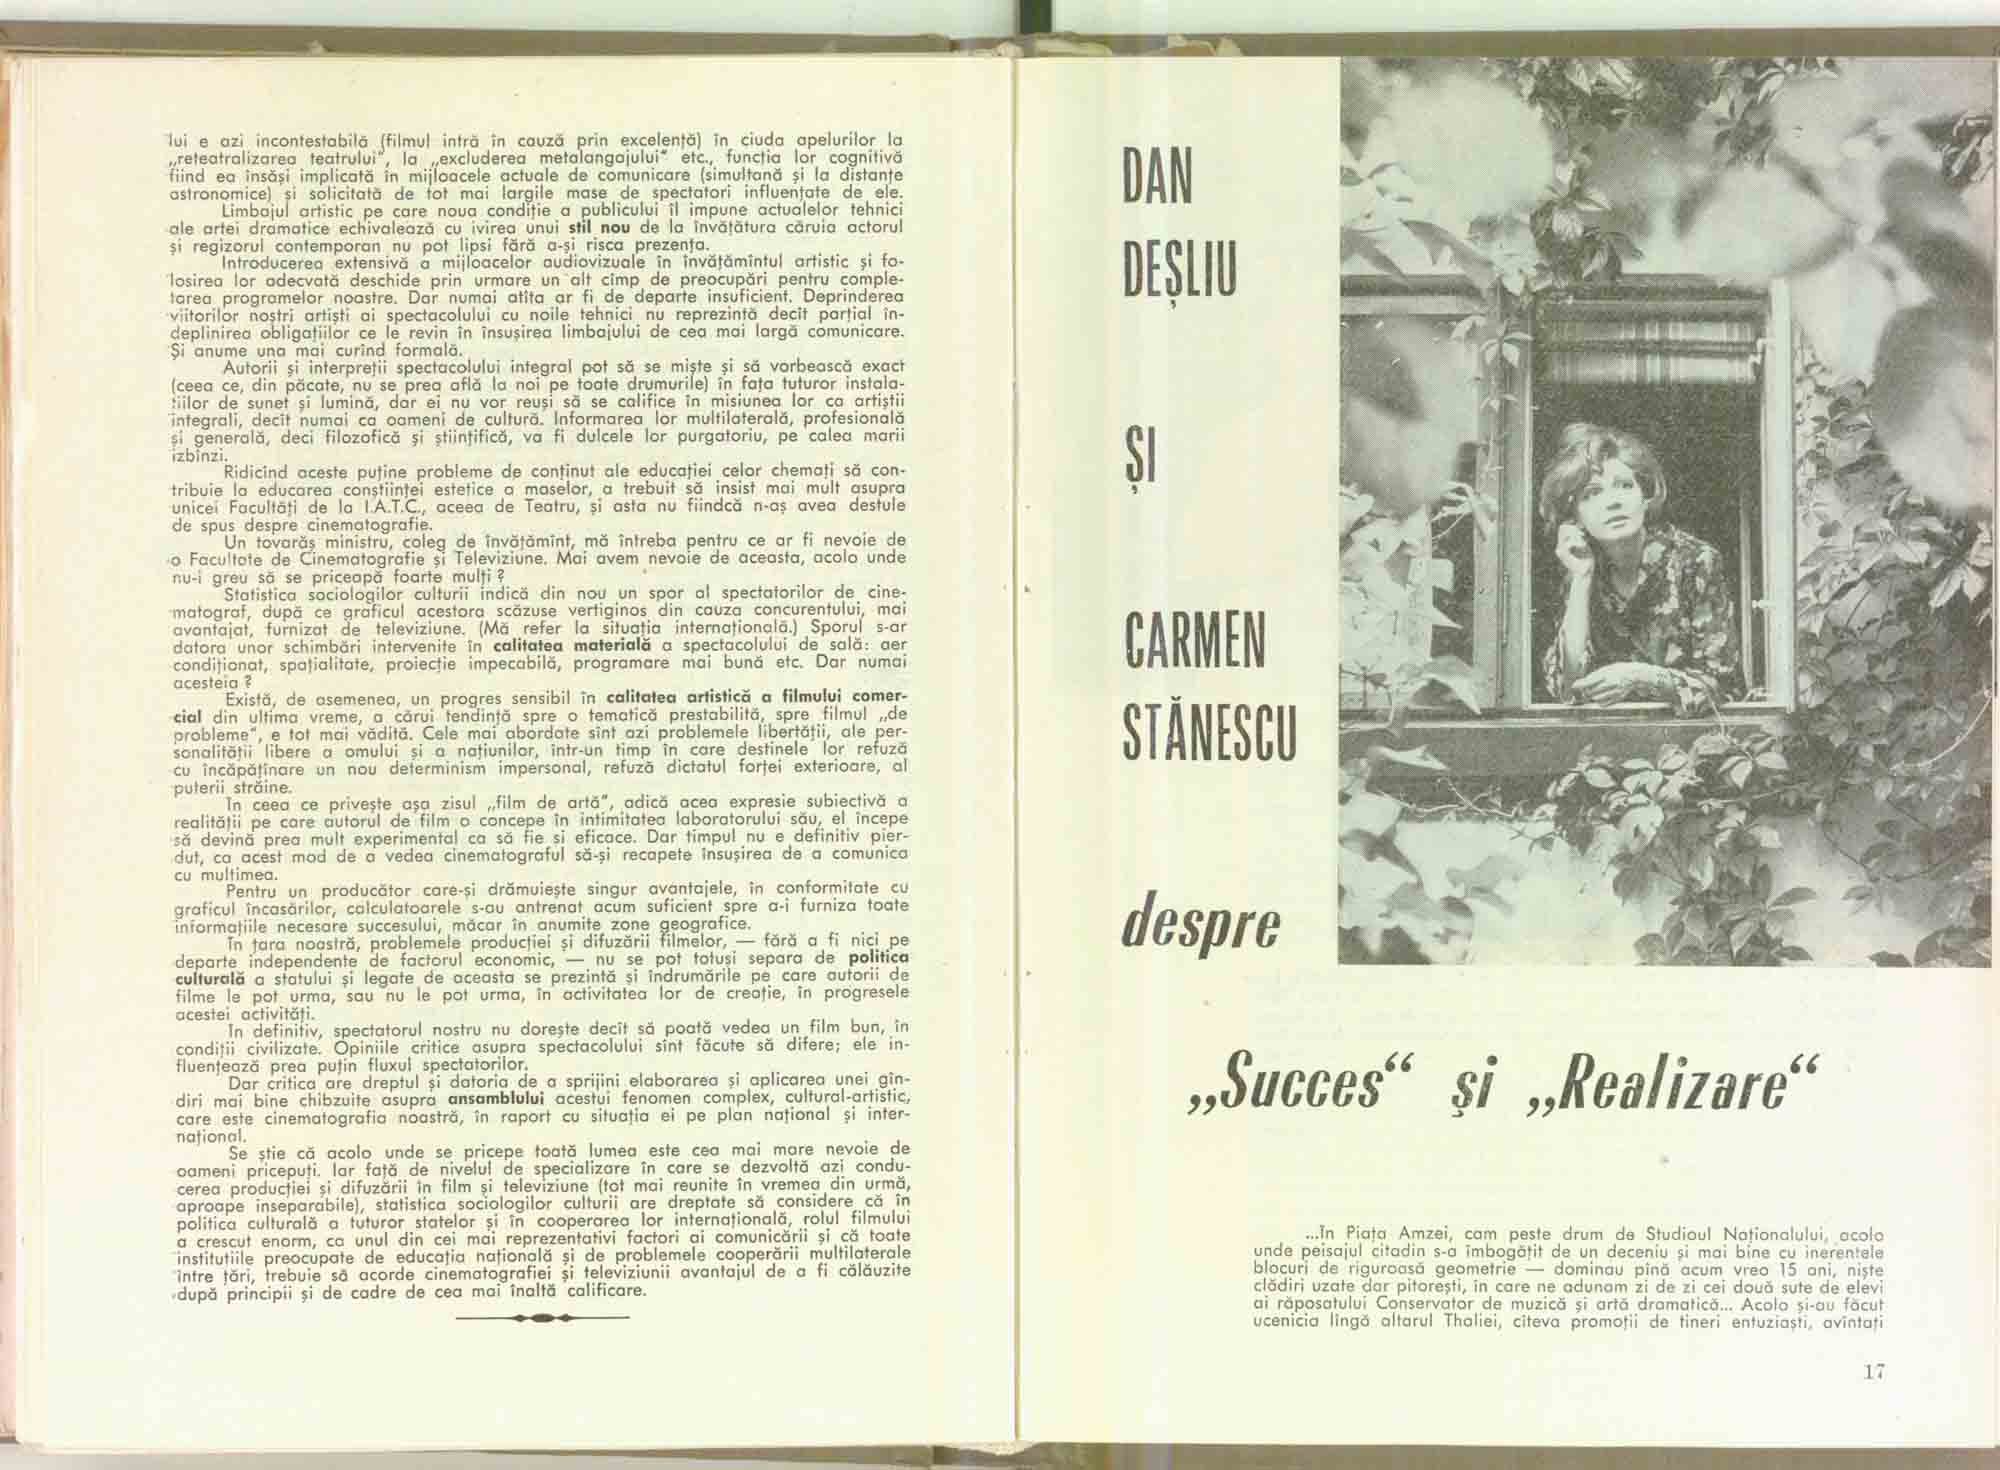 lui e azi incontestabilă (filmul intră în cauză prin excelență) în ciuda apelurilor la
„reteatralizarea teatrului", la „excluderea metalangajului" etc., funcția lor cognitivă
fiind ea însăși implicată în mijloacele actuale de comunicare (simultană și la distanțe
astronomice) și solicitată de tot mai largile mase de spectatori influențate de ele.
Limbajul artistic pe care noua condiție a publicului îl impune actualelor tehnici
ale artei dramatice echivalează cu ivirea unui stil nou de la învățătura căruia actorul
și regizorul contemporan nu pot lipsi fără a-și risca prezența.
Introducerea extensivă a mijloacelor audiovizuale în învățămîntul artistic și fo-
losirea lor adecvată deschide prin urmare un alt cîmp de preocupări pentru comple-
tarea programelor noastre. Dar numai atîta ar fi de departe insuficient. Deprinderea
viitorilor noștri artiști ai spectacolului cu noile tehnici nu reprezintă decît parțial în-
deplinirea obligațiilor ce le revin în însușirea limbajului de cea mai largă comunicare.
Și anume una mai curînd formală.
Autorii și interpreții spectacolului integral pot să se miște și să vorbească exact
(ceea ce, din păcate, nu se prea află la noi pe toate drumurile) în fața tuturor instala-
țiilor de sunet și lumină, dar ei nu vor reuși să se califice în misiunea lor ca artiști
integrali, decît numai ca oameni de cultură. Informarea lor multilaterală, profesională
și generală, deci filozofică și științifică, va fi dulcele lor purgatoriu, pe calea marii
izbînzi.
Ridicînd aceste puține probleme de conținut ale educației celor chemați să con-
tribuie la educarea conștiinței estetice a maselor, a trebuit să insist mai mult asupra
unicei Facultăți de la I.A.T.C., aceea de Teatru, și asta nu fiindcă n-aș avea destule
de spus despre cinematografie.
Un tovarăș ministru, coleg de învățămînt, mă întreba pentru ce ar fi nevoie de
o Facultate de Cinematografie și Televiziune. Mai avem nevoie de aceasta, acolo unde
nu-i greu să se priceapă foarte mulți ?
Statistica sociologilor culturii indică din nou un spor al spectatorilor de cine-
matograf, după ce graficul acestora scăzuse vertiginos din cauza concurentului, mai
avantajat, furnizat de televiziune. (Mă refer la situația internațională.) Sporul s-ar
datora unor schimbări intervenite în calitatea materială a spectacolului de sală: aer
condiționat, spațialitate, proiecție impecabilă, programare mai bună etc. Dar numai
acesteia ?
Există, de asemenea, un progres sensibil în calitatea artistică a filmului comer-
cial din ultima vreme, a cărui tendință spre o tematică prestabilită, spre filmul „de
probleme", e tot mai vădită. Cele mai abordate sînt azi problemele libertății, ale per-
sonalității libere a omului și a națiunilor, într-un timp în care destinele lor refuză
cu încăpățînare un nou determinism impersonal, refuză dictatul forței exterioare, al
puterii străine.
În ceea ce privește așa zisul „film de artă", adică acea expresie subiectivă a
realității pe care autorul de film o concepe în intimitatea laboratorului său, el începe
să devină prea mult experimental ca să fie și eficace. Dar timpul nu e definitiv pier-
dut, ca acest mod de a vedea cinematograful să-și recapete însușirea de a comunica
cu mulțimea.
Pentru un producător care-și drămuiește singur avantajele, în conformitate cu
graficul încasărilor, calculatoarele s-au antrenat acum suficient spre a-i furniza toate
informațiile necesare succesului, măcar în anumite zone geografice.
În țara noastră, problemele producției și difuzării filmelor, — fără a fi nici pe
departe independente de factorul economic, — nu se pot totuși separa de politica
culturală a statului și legate de aceasta se prezintă și îndrumările pe care autorii de
filme le pot urma, sau nu le pot urma, în activitatea lor de creație, în progresele
acestei activități.
În definitiv, spectatorul nostru nu dorește decît să poată vedea un film bun, în
condiții civilizate. Opiniile critice asupra spectacolului sînt făcute să difere; ele in-
fluențează prea puțin fluxul spectatorilor.
Dar critica are dreptul și datoria de a sprijini elaborarea și aplicarea unei gîn-
diri mai bine chibzuite asupra ansamblului acestui fenomen complex, cultural-artistic,
care este cinematografia noastră, în raport cu situația ei pe plan național și inter-
național.
Se știe că acolo unde se pricepe toată lumea este cea mai mare nevoie de
oameni pricepuți. Iar față de nivelul de specializare în care se dezvoltă azi condu-
cerea producției și difuzării în film și televiziune (tot mai reunite în vremea din urmă,
aproape inseparabile), statistica sociologilor culturii are dreptate să considere că în
politica culturală a tuturor statelor și în cooperarea lor internațională, rolul filmului
a crescut enorm, ca unul din cei mai reprezentativi factori ai comunicării și că toate
instituțiile preocupate de educația națională și de problemele cooperării multilaterale
între țări, trebuie să acorde cinematografiei și televiziunii avantajul de a fi călăuzite
după principii și de cadre de cea mai înaltă calificare.
DAN
DEȘLIU
ȘI
CARMEN
STĂNESCU
despre
„Succes“ și „Realizare“
...În Piața Amzei, cam peste drum de Studioul Naționalului, acolo
unde peisajul citadin s-a îmbogățit de un deceniu și mai bine cu inerentele
blocuri de riguroasă geometrie — dominau pînă acum vreo 15 ani, niște
clădiri uzate dar pitorești, în care ne adunam zi de zi cei două sute de elevi
ai răposatului Conservator de muzică și artă dramatică... Acolo și-au făcut
ucenicia lîngă altarul Thaliei, cîteva promoții de tineri entuziaști, avîntați
17